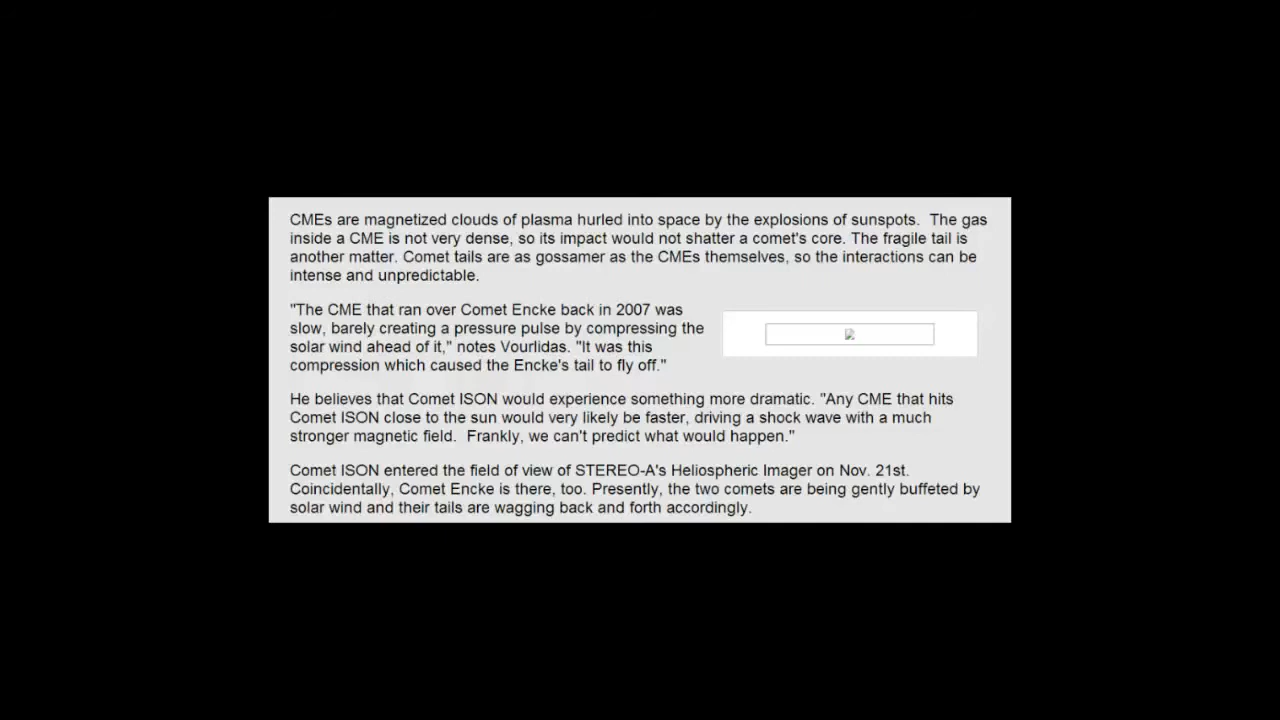 CMEs are magnetized clouds of plasma hurled into space by the explosions of sunspots.  The gas
inside a CME is not very dense, so its impact would not shatter a comet's core. The fragile tail is
another matter. Comet tails are as gossamer as the CMEs themselves, so the interactions can be
intense and unpredictable.
"The CME that ran over Comet Encke back in 2007 was
slow, barely creating a pressure pulse by compressing the
solar wind ahead of it," notes Vourlidas. "It was this
compression which caused the Encke's tail to fly off."
He believes that Comet ISON would experience something more dramatic. "Any CME that hits
Comet ISON close to the sun would very likely be faster, driving a shock wave with a much
stronger magnetic field.  Frankly, we can't predict what would happen."
Comet ISON entered the field of view of STEREO-A's Heliospheric Imager on Nov. 21st.
Coincidentally, Comet Encke is there, too. Presently, the two comets are being gently buffeted by
solar wind and their tails are wagging back and forth accordingly.